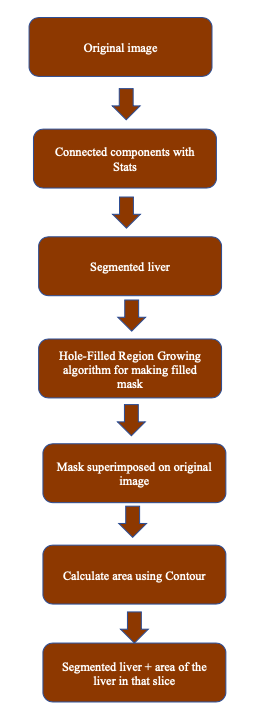 Original image
Connected components with
Stats
Segmented liver
Hole-Filled Region Growing
algorithm for making filled
mask
Mask superimposed on original
image
Calculate area using Contour
Segmented liver + area of the
liver in that slice